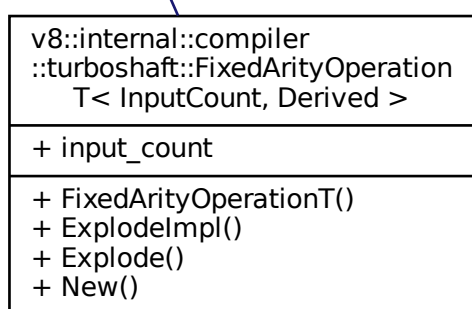 v8::internal::compiler
::turboshaft::FixedArityOperation
T< InputCount, Derived >
+ input_count
+ FixedArityOperationT()
+ ExplodeImpl()
+ Explode()
+ New()